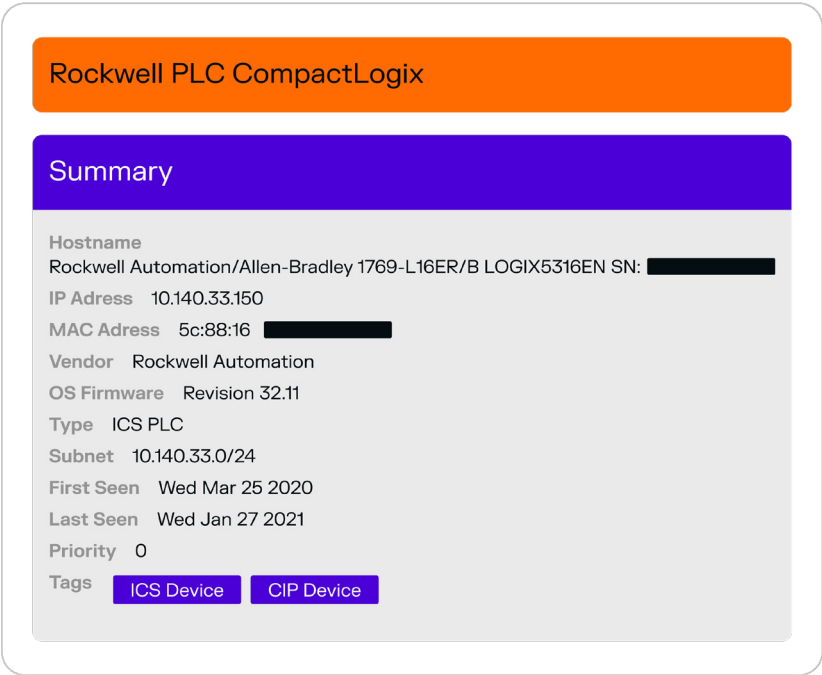 Rockwell PLC CompactLogix
Summary
Hostname
Rockwell Automation/Allen-Bradley 1769-L16ER/B LOGIX5316EN SN:
IP Adress 10.140.33.150
MAC Adress 5c:88:16
Vendor Rockwell Automation
OS Firmware Revision 32.11
Type ICS PLC
Subnet 10.140.33.0/24
First Seen Wed Mar 25 2020
Last Seen Wed Jan 27 2021
Priority 0
Tags ICS Device CIP Device